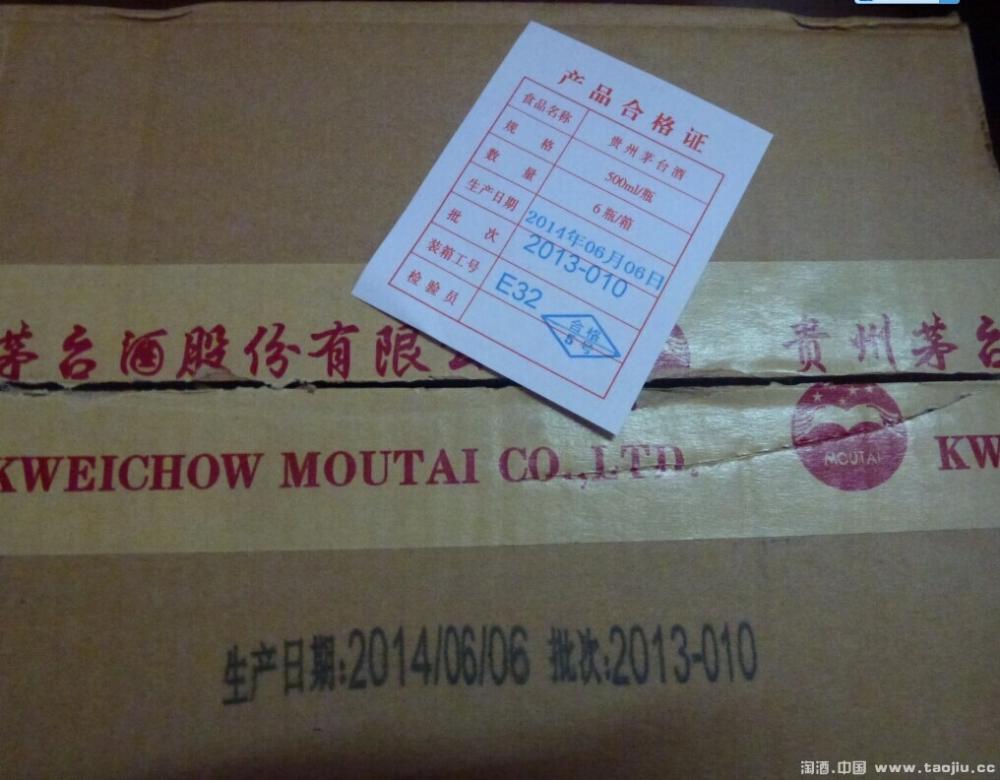 产品合格证
食品名称 贵州茅台酒
规格 500ml/瓶
数量 6瓶/箱
生产日期 2014年06月06日
批次 2013-010
装箱工号 E32
检验员 合格 5号
茅台酒股份有限 贵州茅台
KWEICHOW MOUTAI CO.,LTD. MOUTAI KW
生产日期:2014/06/06 批次:2013-010
淘酒.中国 www.taojiu.cc